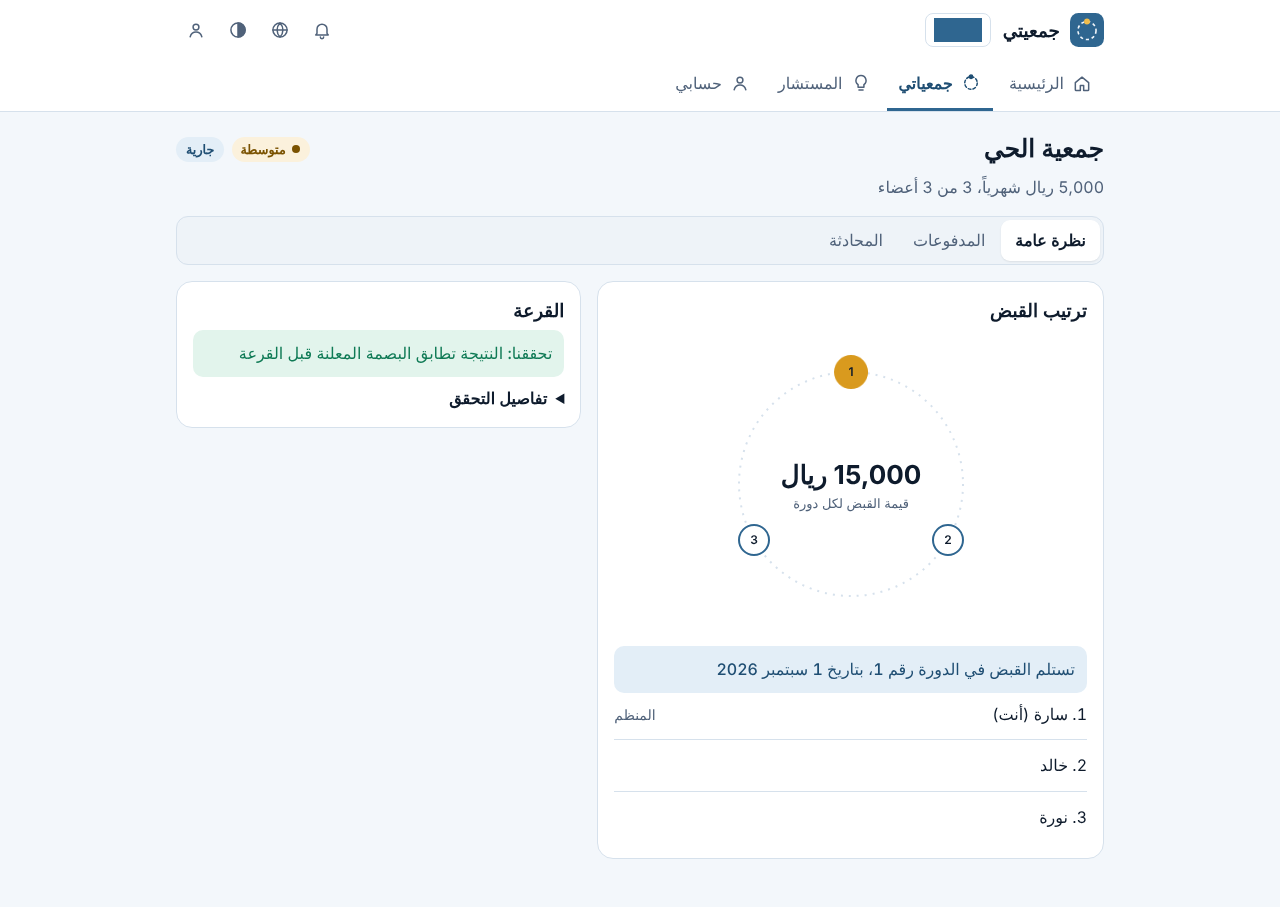 جمعيتي
الرئيسية
جمعياتي
المستشار
حسابي
جمعية الحي
متوسطة
جارية
5,000 ريال شهرياً، 3 من 3 أعضاء
نظرة عامة
المدفوعات
المحادثة
ترتيب القبض
1
15,000 ريال
قيمة القبض لكل دورة
2
3
تستلم القبض في الدورة رقم 1، بتاريخ 1 سبتمبر 2026
1. سارة (أنت)
المنظم
2. خالد
3. نورة
القرعة
تحققنا: النتيجة تطابق البصمة المعلنة قبل القرعة
تفاصيل التحقق